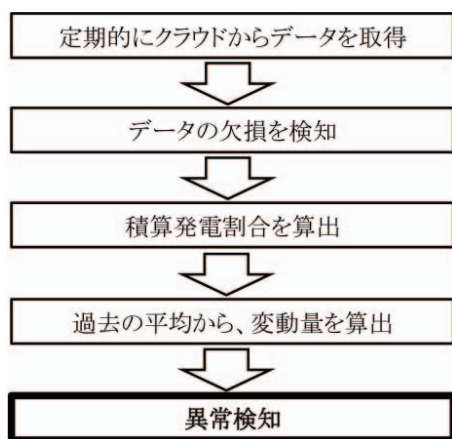 定期的にクラウドからデータを取得
データの欠損を検知
積算発電割合を算出
過去の平均から、変動量を算出
異常検知